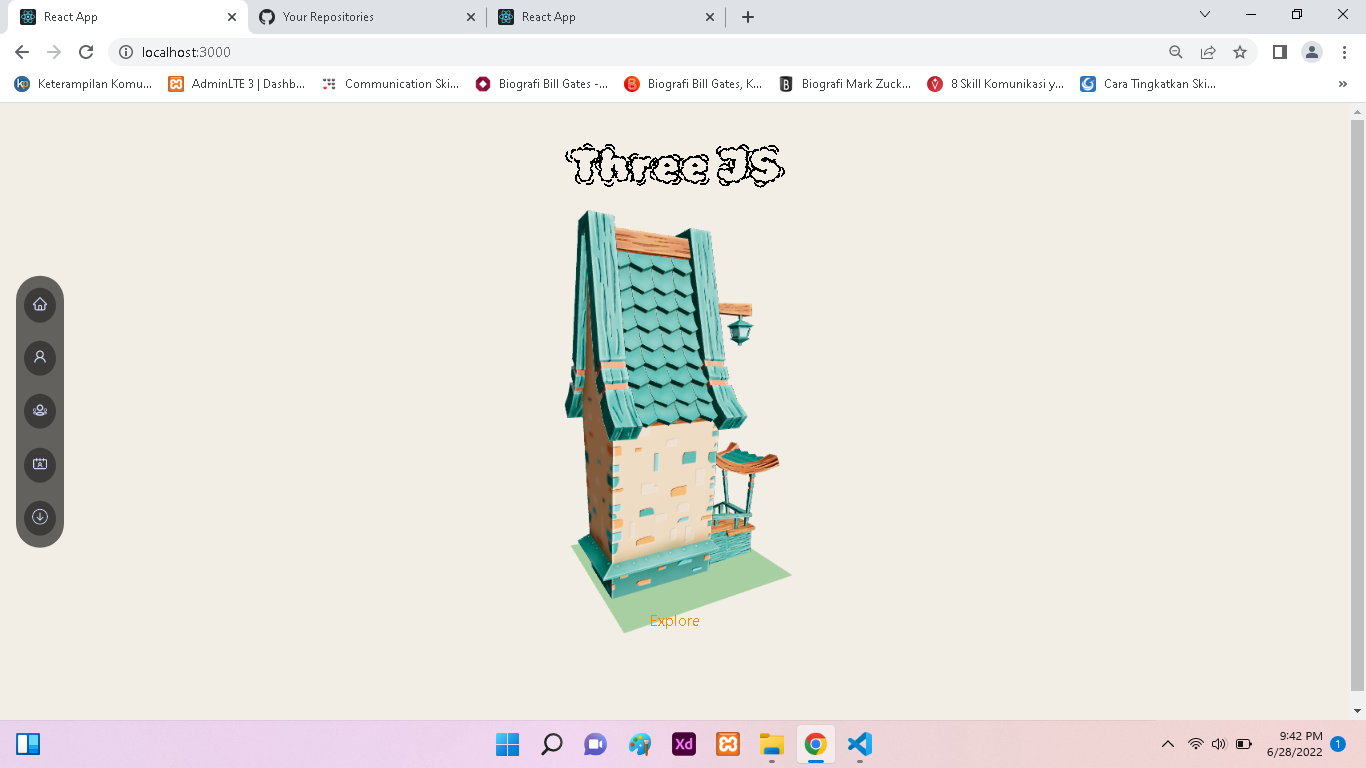 React App
Your Repositories
React App
localhost:3000
Keterampilan Komu...
AdminLTE 3 | Dashb...
Communication Ski...
Biografi Bill Gates -...
Biografi Bill Gates, K...
Biografi Mark Zuck...
8 Skill Komunikasi y...
Cara Tingkatkan Ski...
»
Three JS
Explore
Xd
9:42 PM
6/28/2022
1